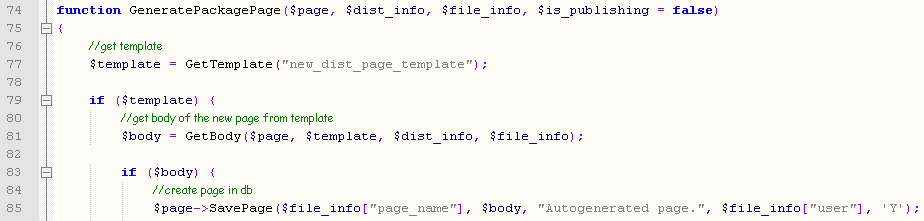 74 function GeneratePackagePage($page, $dist_info, $file_info, $is_publishing = false)
75 {
76 //get template
77 $template = GetTemplate("new_dist_page_template");
78
79 if ($template) {
80 //get body of the new page from template
81 $body = GetBody($page, $template, $dist_info, $file_info);
82
83 if ($body) {
84 //create page in db
85 $page->SavePage($file_info["page_name"], $body, "Autogenerated page.", $file_info["user"], 'Y');